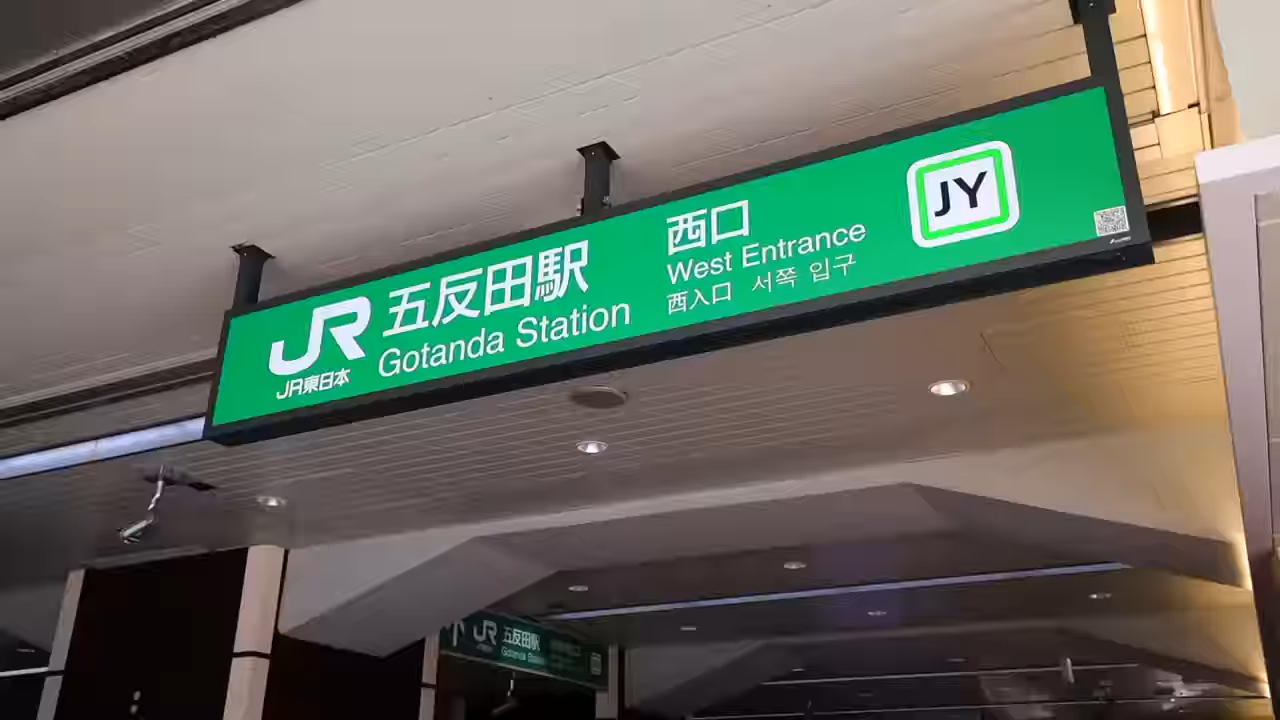 JR
JR東日本
五反田駅
Gotanda Station
西口
West Entrance
西入口 서쪽 입구
JY
JR 五反田駅
Gotanda Station